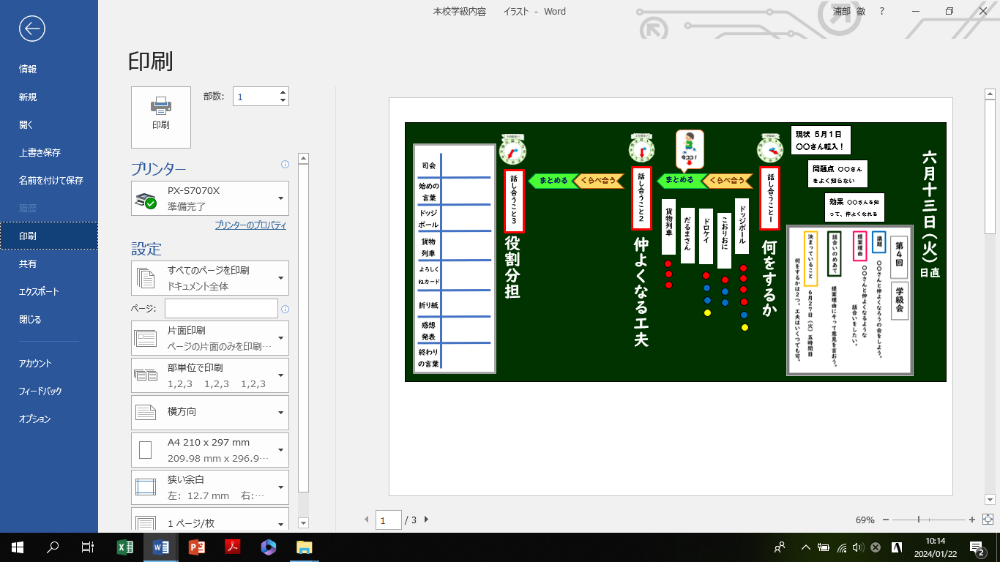 本校学級内容 イラスト - Word
浦部 徹
?
情報
新規
開く
上書き保存
名前を付けて保存
履歴
印刷
共有
エクスポート
閉じる
アカウント
フィードバック
オプション
印刷
印刷
部数: 1
プリンター
PX-S7070X
準備完了
プリンターのプロパティ
設定
すべてのページを印刷
ドキュメント全体
ページ:
片面印刷
ページの片面のみを印刷…
部単位で印刷
1,2,3 1,2,3 1,2,3
横方向
A4 210 x 297 mm
209.98 mm x 296.9…
狭い余白
左: 12.7 mm 右:…
1 ページ/枚
六月十三日(火)
日直
現状 5月1日
〇〇さん転入!
問題点 〇〇さん
をよく知らない
効果 〇〇さんを知
って、仲よくなれる
第4回
学級会
議題
〇〇さんと仲よくなろうの会をしよう。
提案理由
〇〇さんと仲よくなるような
話合いをしたい。
話合いのめあて
提案理由にそって意見を言おう。
決まっていること
6月27日(火)五時間目
何をするかは2つ。工夫はいくつでも可。
話し合うこと1
何をするか
くらべ合う
まとめる
今ココ!
ドッジボール
こおりおに
ドロケイ
だるまさん
貨物列車
話し合うこと2
仲よくなる工夫
くらべ合う
まとめる
話し合うこと3
役割分担
司会
始めの
言葉
ドッジ
ボール
貨物
列車
よろしく
ねカード
折り紙
感想
発表
終わり
の言葉
1 / 3
69%
10:14
2024/01/22
2